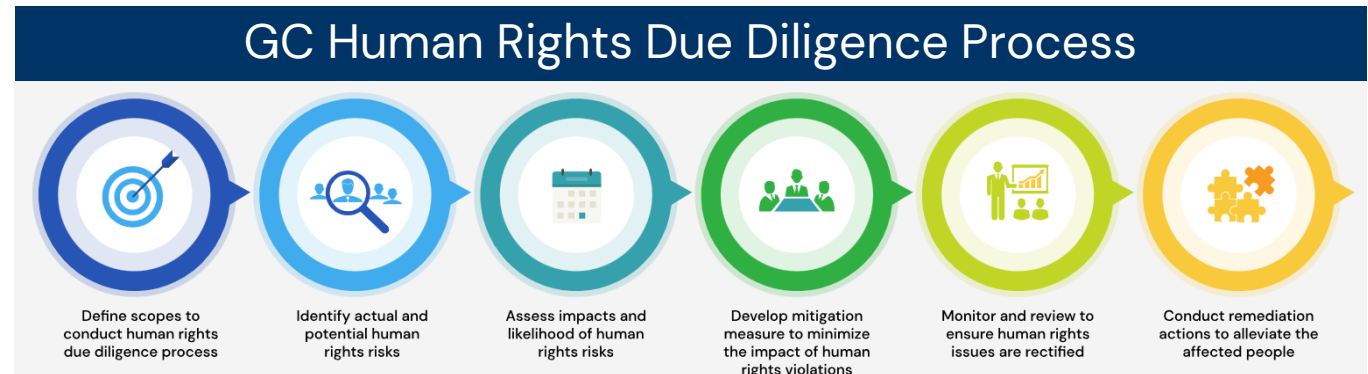 GC Human Rights Due Diligence Process
Define scopes to
conduct human rights
due diligence process
Identify actual and
potential human
rights risks
Assess impacts and
likelihood of human
rights risks
Develop mitigation
measure to minimize
the impact of human
rights violations
Monitor and review to
ensure human rights
issues are rectified
Conduct remediation
actions to alleviate the
affected people